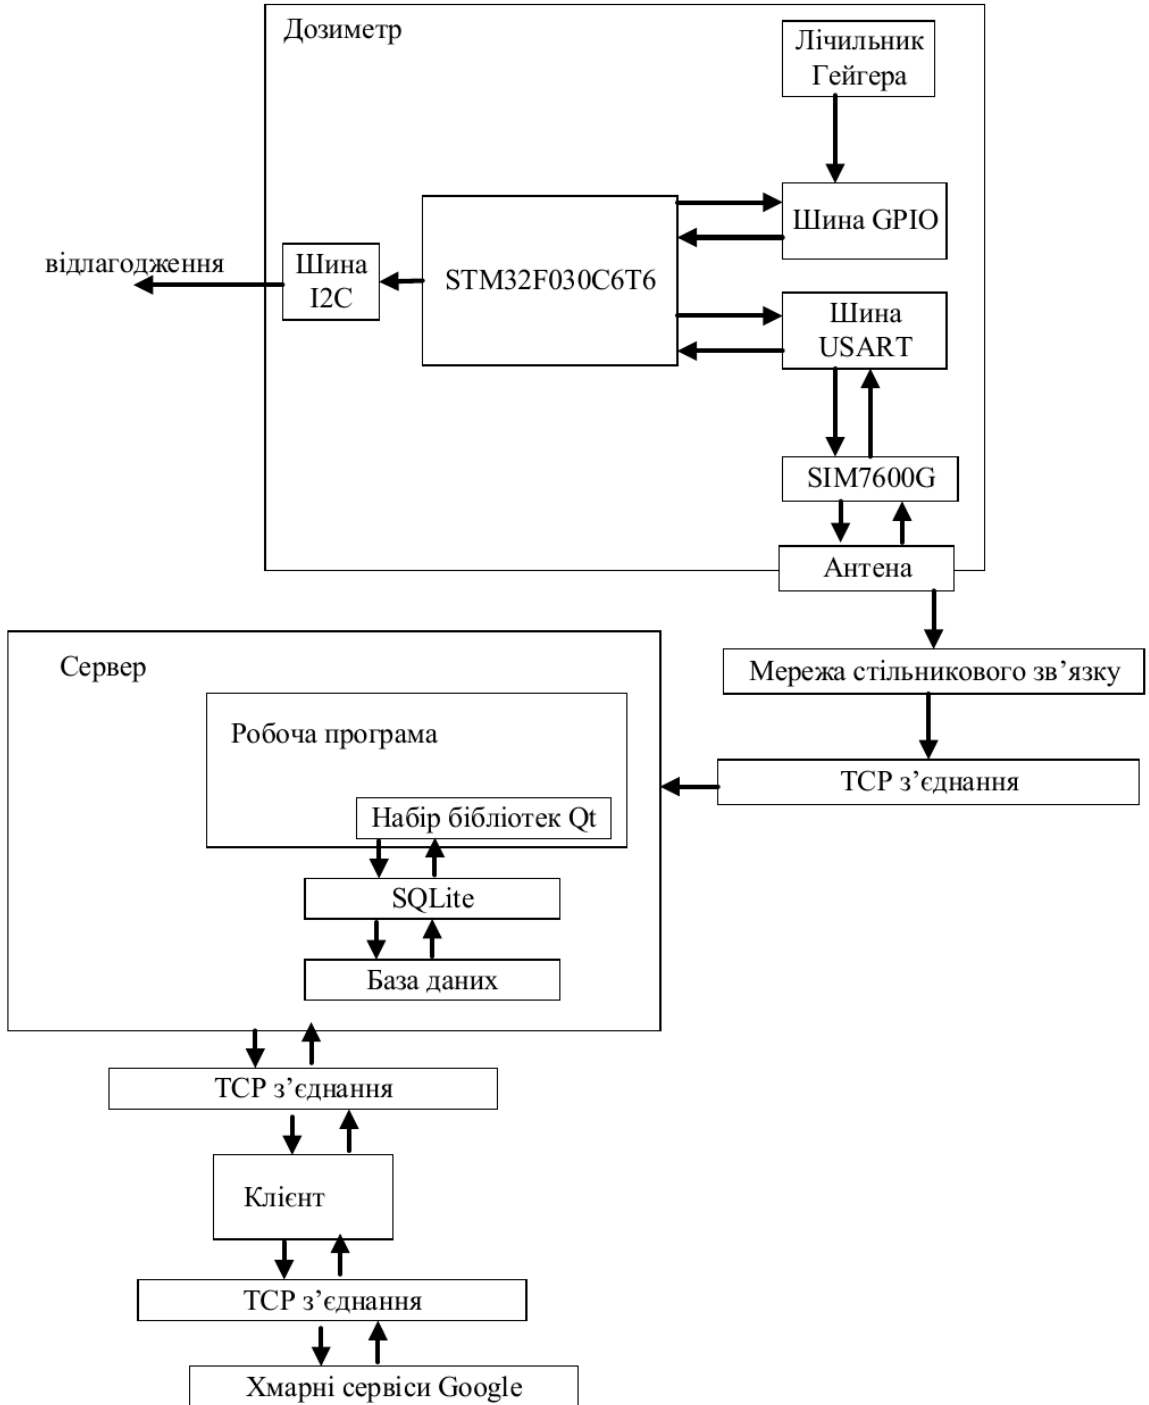 Дозиметр
Лічильник
Гейгера
Шина GPIO
відлагодження
Шина
I2C
STM32F030C6T6
Шина
USART
SIM7600G
Антена
Сервер
Мережа стільникового зв’язку
Робоча програма
TCP з’єднання
Набір бібліотек Qt
SQLite
База даних
TCP з’єднання
Клієнт
TCP з’єднання
Хмарні сервіси Google